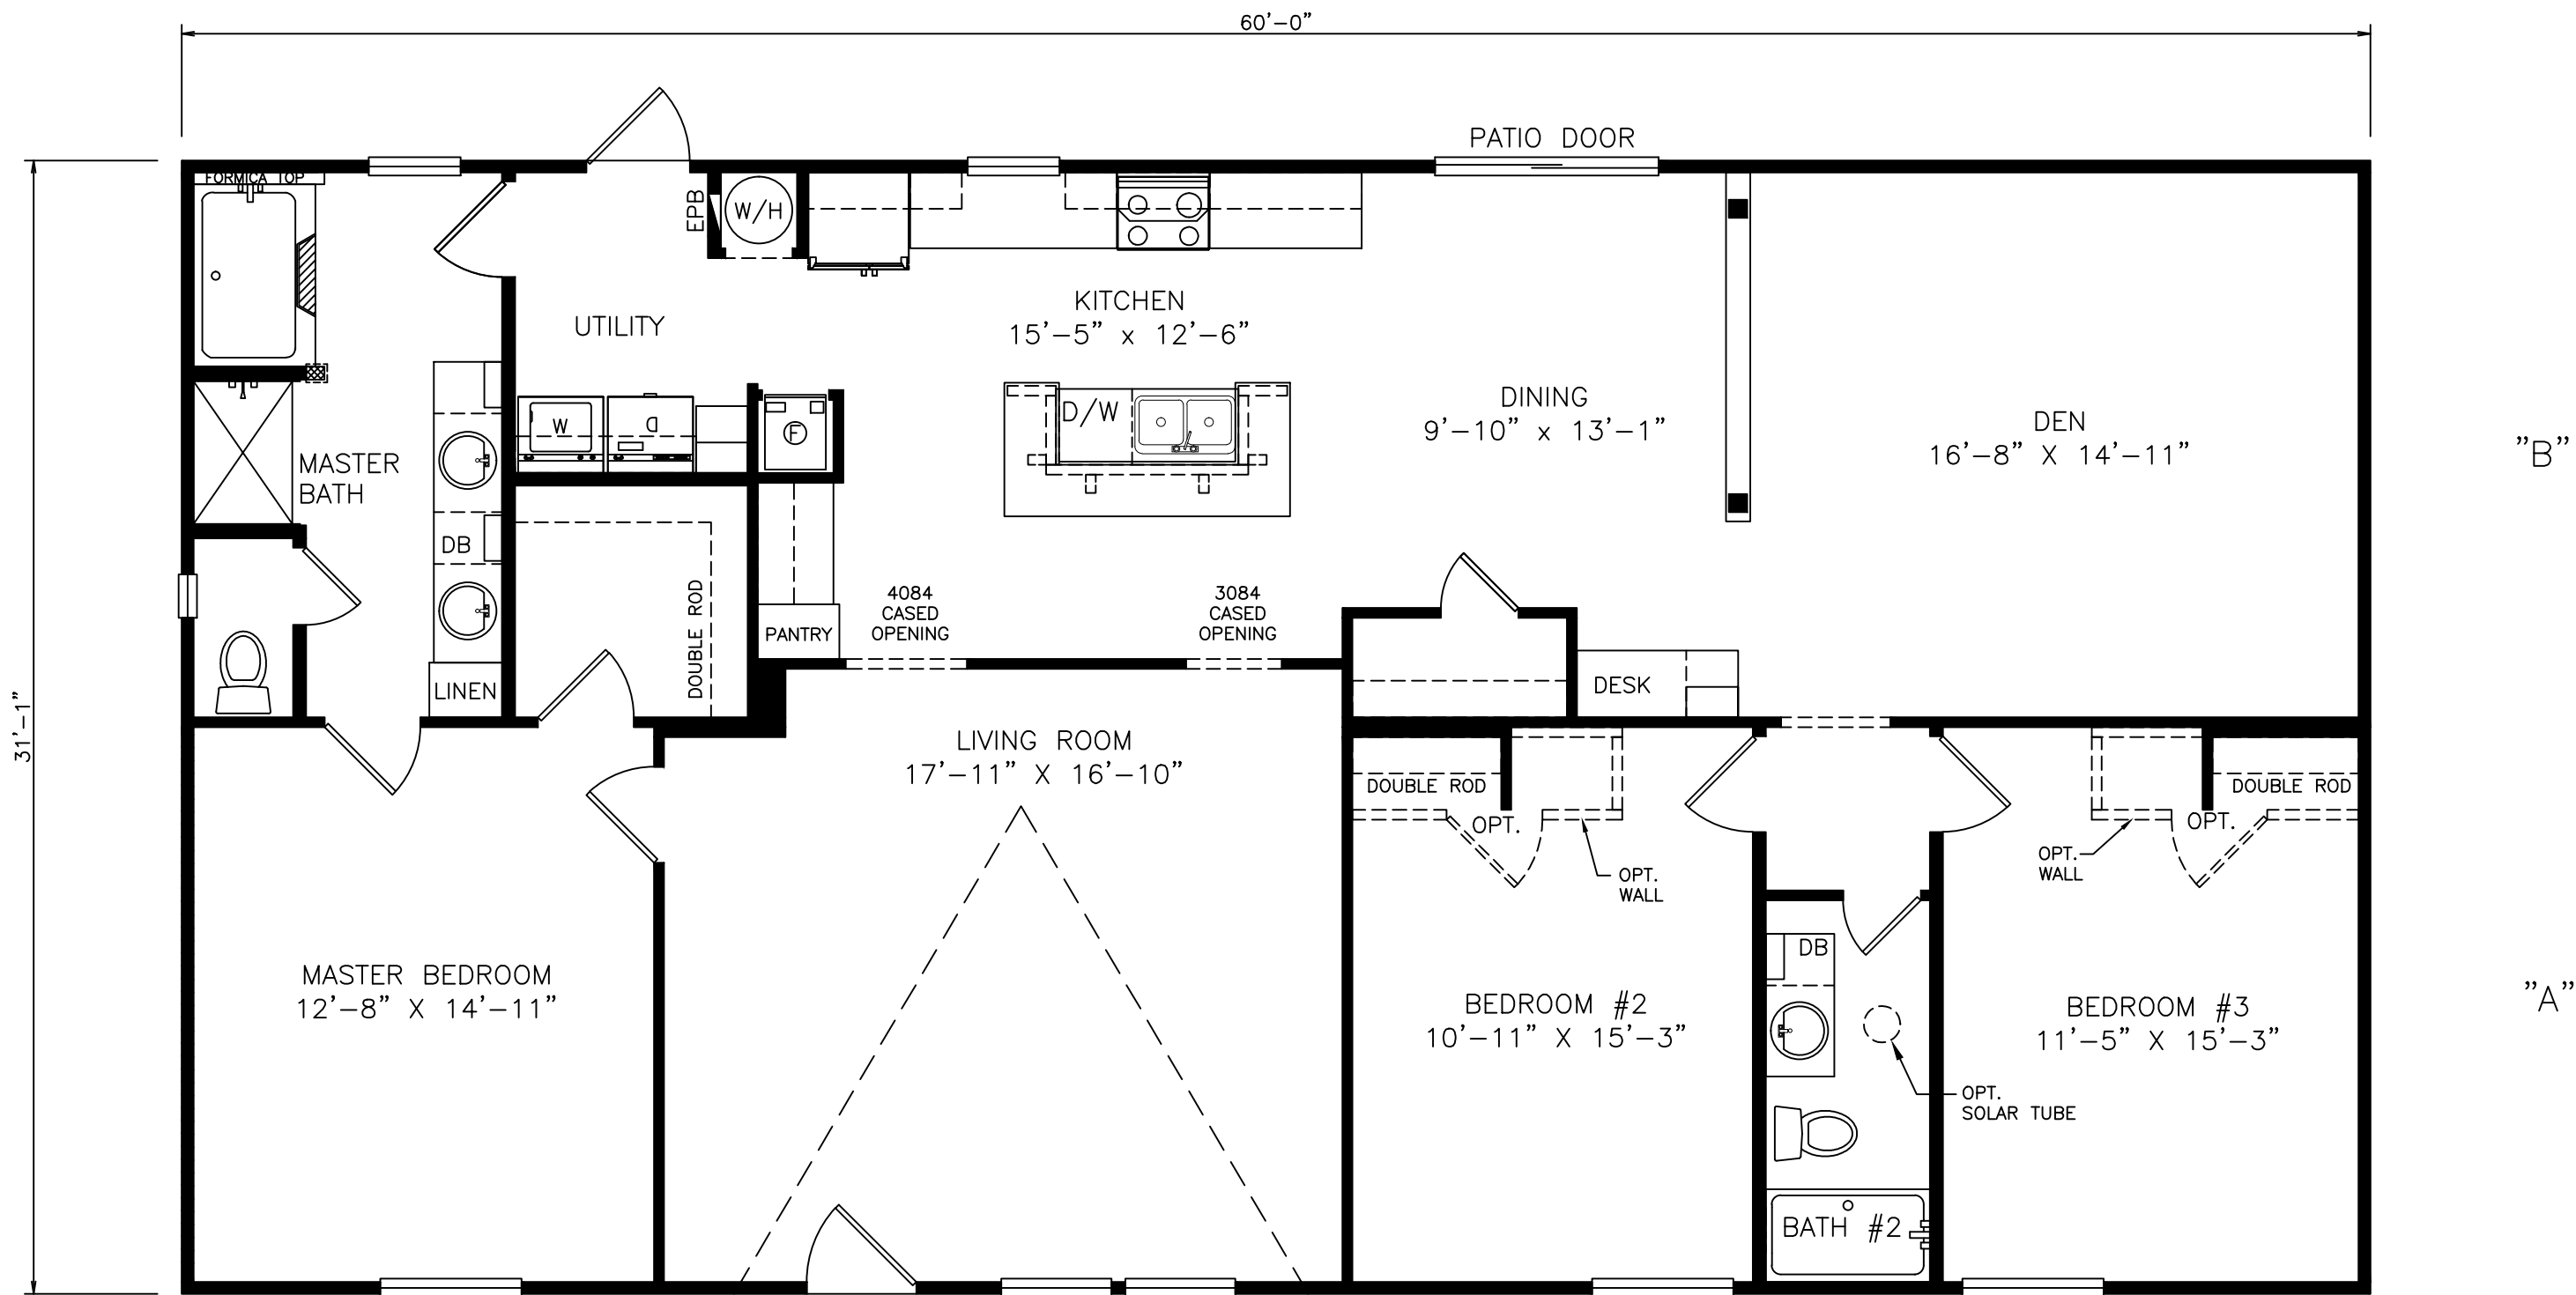 60'-0"
PATIO DOOR
FORMICA TOP
EPB
W/H
KITCHEN
15'-5" x 12'-6"
UTILITY
DINING
9'-10" x 13'-1"
DEN
16'-8" X 14'-11"
"B"
W
D
F
D/W
MASTER
BATH
DB
DOUBLE ROD
4084
CASED
OPENING
3084
CASED
OPENING
PANTRY
LINEN
DESK
31'-1"
LIVING ROOM
17'-11" X 16'-10"
DOUBLE ROD
OPT.
OPT.
WALL
DOUBLE ROD
OPT.
OPT.
WALL
MASTER BEDROOM
12'-8" X 14'-11"
DB
BEDROOM #2
10'-11" X 15'-3"
BEDROOM #3
11'-5" X 15'-3"
"A"
OPT.
SOLAR TUBE
BATH #2